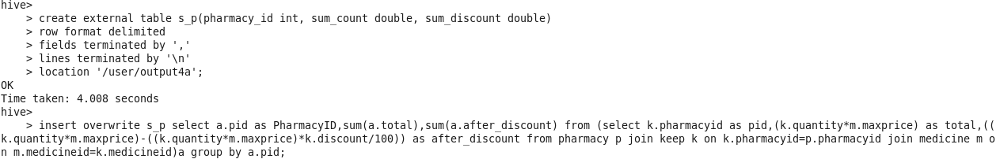 hive>
    > create external table s_p(pharmacy_id int, sum_count double, sum_discount double)
    > row format delimited
    > fields terminated by ','
    > lines terminated by '\n'
    > location '/user/output4a';
OK
Time taken: 4.008 seconds
hive>
    > insert overwrite s_p select a.pid as PharmacyID,sum(a.total),sum(a.after_discount) from (select k.pharmacyid as pid,(k.quantity*m.maxprice) as total,((
k.quantity*m.maxprice)-((k.quantity*m.maxprice)*k.discount/100)) as after_discount from pharmacy p join keep k on k.pharmacyid=p.pharmacyid join medicine m o
n m.medicineid=k.medicineid)a group by a.pid;